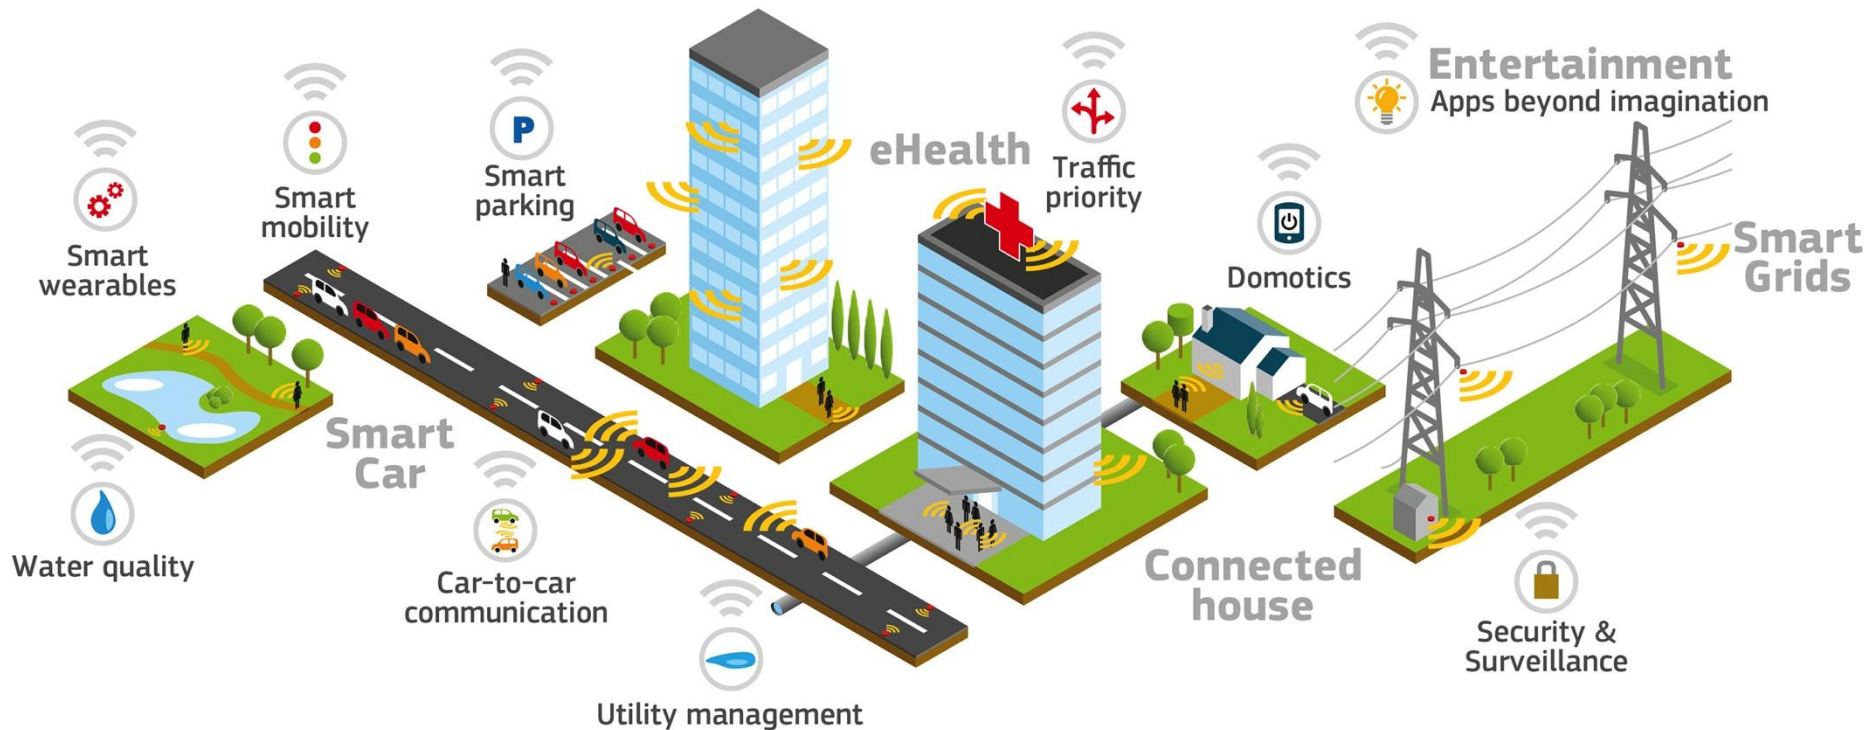 Entertainment
Apps beyond imagination
P
eHealth
Traffic
priority
Smart
parking
Smart
mobility
Smart
wearables
Domotics
Smart
Grids
Smart
Car
Water quality
Car-to-car
communication
Connected
house
Security &
Surveillance
Utility management